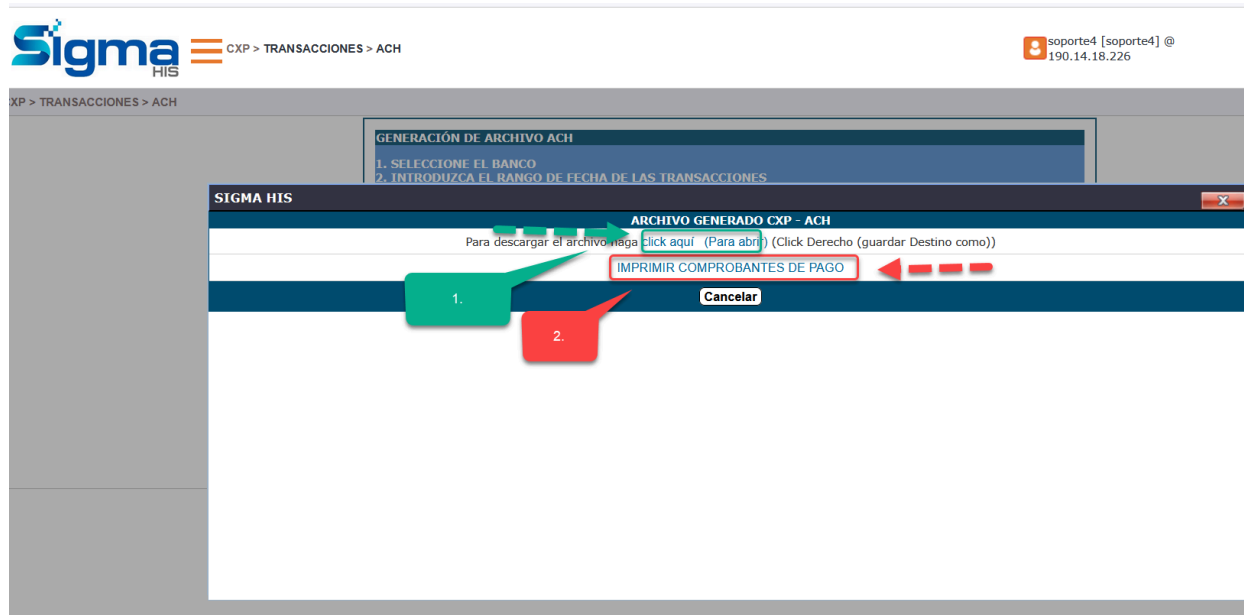 Sigma
HIS
CXP > TRANSACCIONES > ACH
soporte4 [soporte4] @
190.14.18.226
XP > TRANSACCIONES > ACH
GENERACIÓN DE ARCHIVO ACH
1. SELECCIONE EL BANCO
2. INTRODUZCA EL RANGO DE FECHA DE LAS TRANSACCIONES
SIGMA HIS
X
ARCHIVO GENERADO CXP - ACH
Para descargar el archivo haga click aquí (Para abrir) (Click Derecho (guardar Destino como))
IMPRIMIR COMPROBANTES DE PAGO
Cancelar
1.
2.